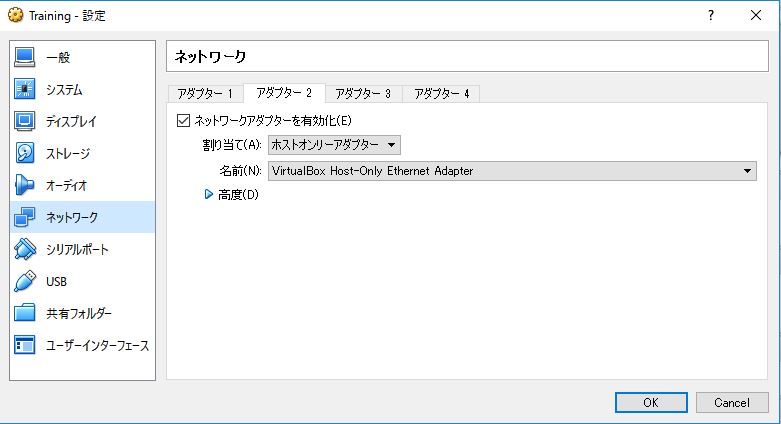 Training - 設定
一般
システム
ディスプレイ
ストレージ
オーディオ
ネットワーク
シリアルポート
USB
共有フォルダー
ユーザーインターフェース
ネットワーク
アダプター 1 アダプター 2 アダプター 3 アダプター 4
ネットワークアダプターを有効化(E)
割り当て(A): ホストオンリーアダプター
名前(N): VirtualBox Host-Only Ethernet Adapter
高度(D)
OK Cancel